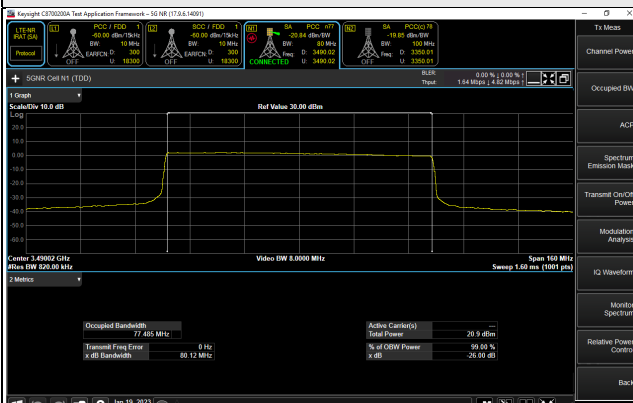 Keysight C8700200A Test Application Framework - 5G NR (17.9.6.14091)
LTE-NR
IRAT (SA)
Protocol
L1 PCC / FDD 1
-60.00 dBm/15kHz
BW: 10 MHz
EARFCN: D: 300
OFF U: 18300
L2 SCC / FDD 1
-60.00 dBm/15kHz
BW: 10 MHz
EARFCN: D: 300
OFF U: 18300
N1 SA PCC n77
-20.84 dBm/BW
BW: 80 MHz
Freq: D: 3490.02
CONNECTED U: 3490.02
N2 SA PCC(c) 78
-19.85 dBm/BW
BW: 100 MHz
Freq: D: 3350.01
OFF U: 3350.01
5GNR Cell N1 (TDD)
BLER: 0.00 % ↓ 0.00 % ↑
Thput: 1.64 Mbps ↓ 4.82 Mbps ↑
1 Graph
Scale/Div 10.0 dB
Ref Value 30.00 dBm
Log
20.0
10.0
0.00
-10.0
-20.0
-30.0
-40.0
-50.0
-60.0
Center 3.49002 GHz
Video BW 8.0000 MHz
Span 160 MHz
#Res BW 820.00 kHz
Sweep 1.60 ms (1001 pts)
2 Metrics
Occupied Bandwidth
77.485 MHz
Transmit Freq Error 0 Hz
x dB Bandwidth 80.12 MHz
Active Carrier(s) ---
Total Power 20.9 dBm
% of OBW Power 99.00 %
x dB -26.00 dB
Jan 19, 2023
Tx Meas
Channel Power
Occupied BW
ACP
Spectrum
Emission Mask
Transmit On/Off
Power
Modulation
Analysis
IQ Waveform
Monitor
Spectrum
Relative Power
Control
Back